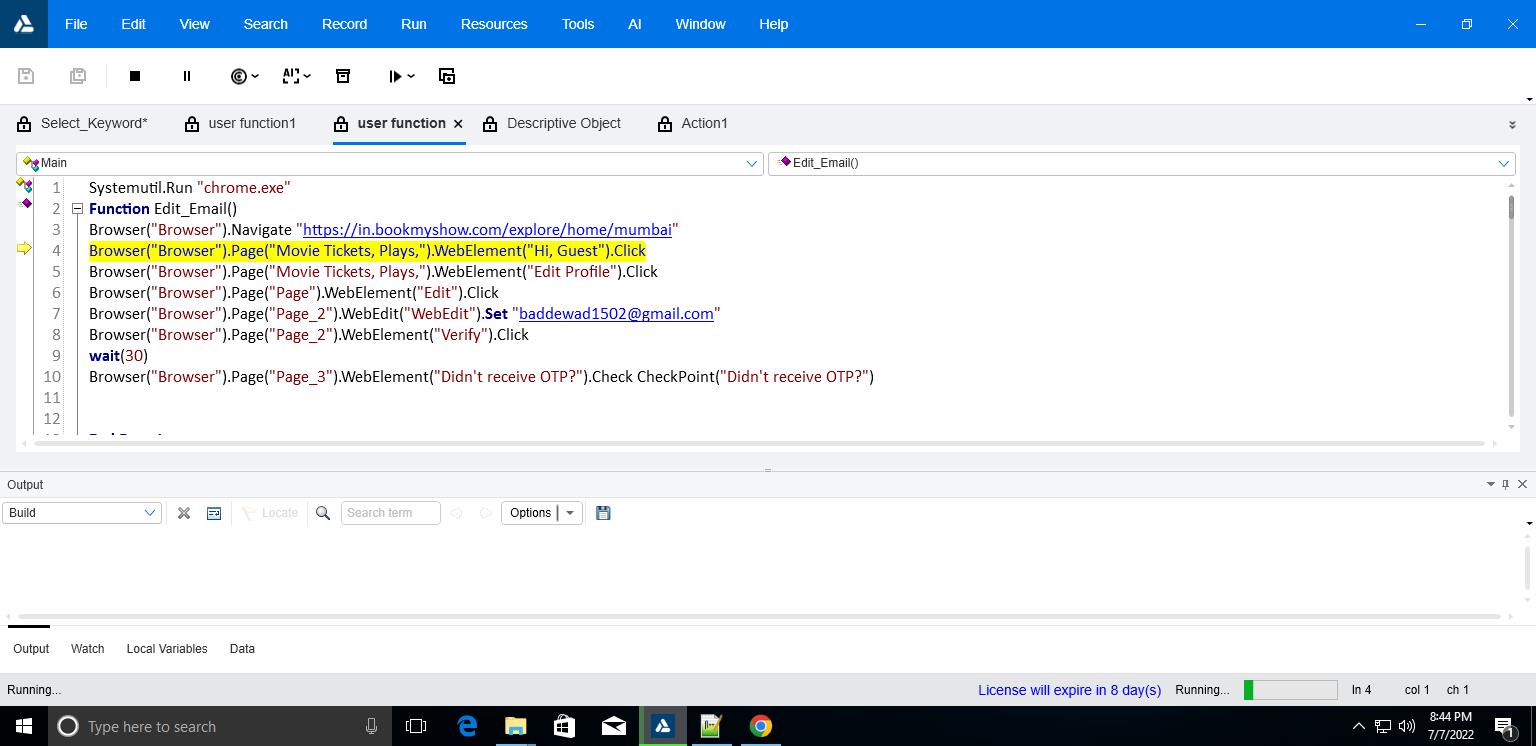 File Edit View Search Record Run Resources Tools AI Window Help
Select_Keyword* user function1 user function Descriptive Object Action1
Main Edit_Email()
1 Systemutil.Run "chrome.exe"
2 Function Edit_Email()
3 Browser("Browser").Navigate "https://in.bookmyshow.com/explore/home/mumbai"
4 Browser("Browser").Page("Movie Tickets, Plays,").WebElement("Hi, Guest").Click
5 Browser("Browser").Page("Movie Tickets, Plays,").WebElement("Edit Profile").Click
6 Browser("Browser").Page("Page").WebElement("Edit").Click
7 Browser("Browser").Page("Page_2").WebEdit("WebEdit").Set "baddewad1502@gmail.com"
8 Browser("Browser").Page("Page_2").WebElement("Verify").Click
9 wait(30)
10 Browser("Browser").Page("Page_3").WebElement("Didn't receive OTP?").Check CheckPoint("Didn't receive OTP?")
11
12
Output
Build Locate Search term Options
Output Watch Local Variables Data
Running... License will expire in 8 day(s) Running... ln 4 col 1 ch 1
Type here to search
8:44 PM
7/7/2022
1